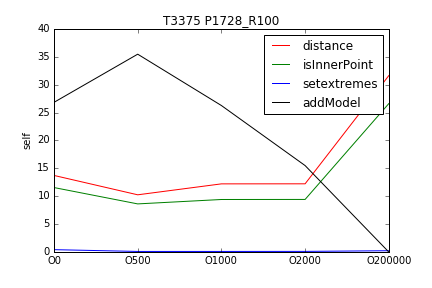 T3375 P1728_R100
40
35
30
25
20
15
10
5
0
self
distance
isInnerPoint
setextremes
addModel
O0 O500 O1000 O2000 O200000